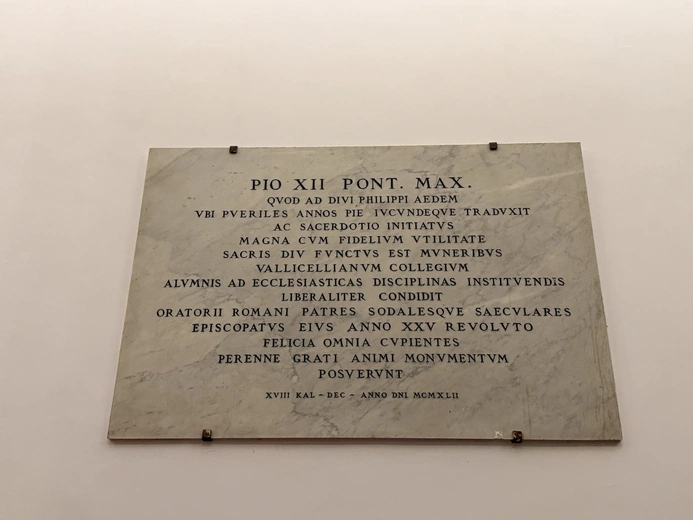 PIO XII PONT. MAX.
QVOD AD DIVI PHILIPPI AEDEM
VBI PVERILES ANNOS PIE IVCVNDEQVE TRADVXIT
AC SACERDOTIO INITIATVS
MAGNA CVM FIDELIVM VTILITATE
SACRIS DIV FVNCTVS EST MVNERIBVS
VALLICELLIANVM COLLEGIVM
ALVMNIS AD ECCLESIASTICAS DISCIPLINAS INSTITVENDIS
LIBERALITER CONDIDIT
ORATORII ROMANI PATRES SODALESQVE SAECVLARES
EPISCOPATVS EIVS ANNO XXV REVOLVTO
FELICIA OMNIA CVPIENTES
PERENNE GRATI ANIMI MONVMENTVM
POSVERVNT
XVIII KAL - DEC - ANNO DNI MCMXLII